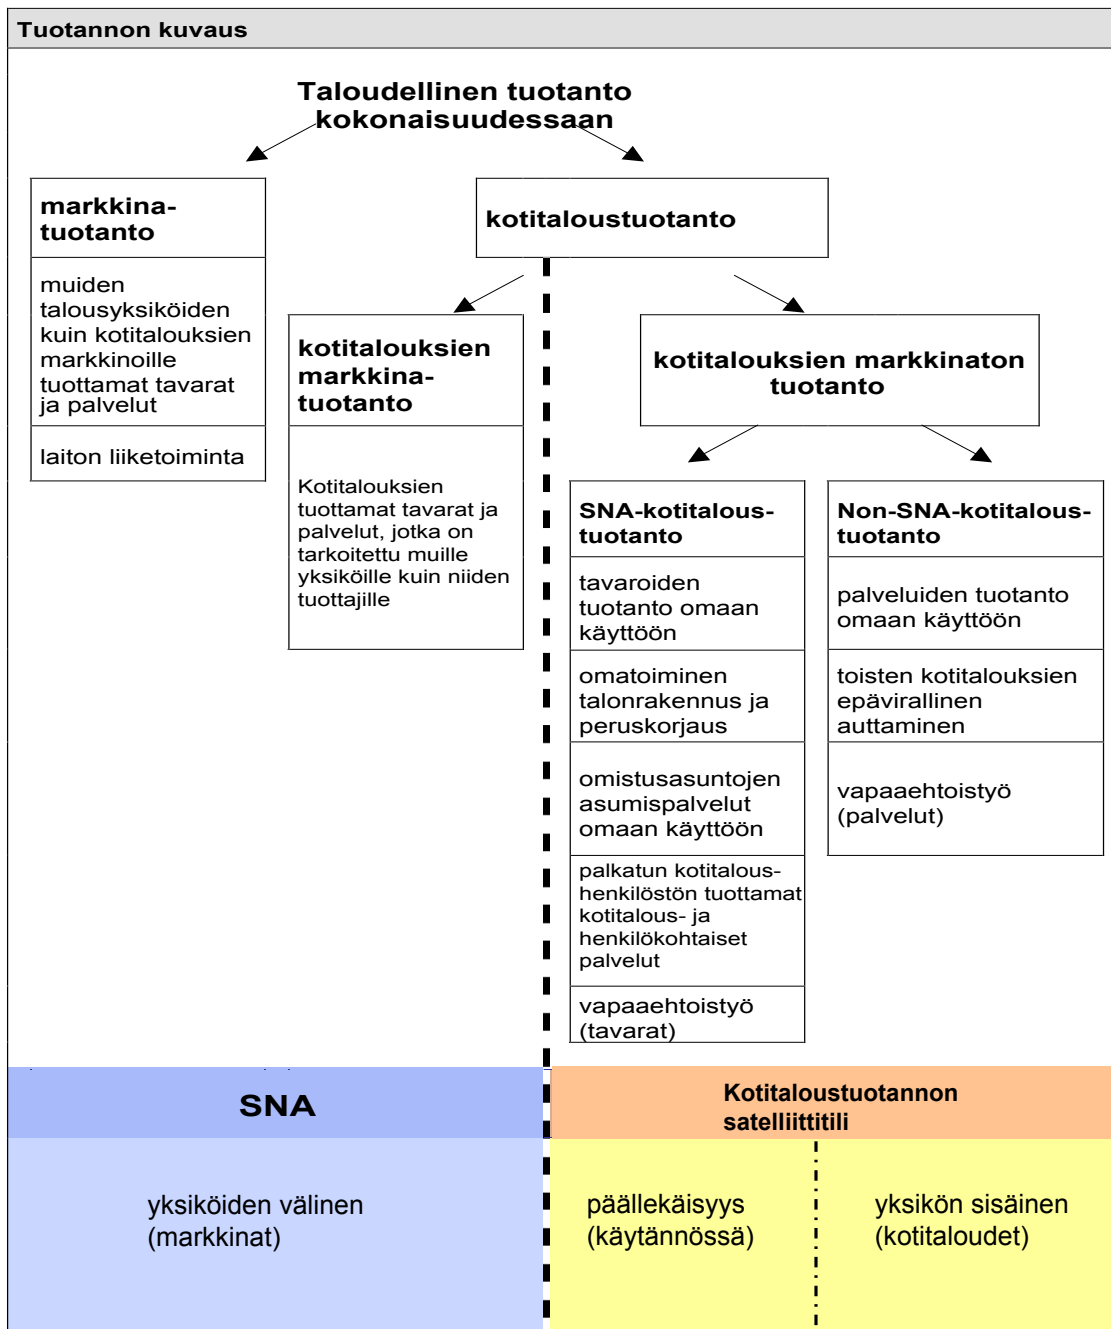 Tuotannon kuvaus
Taloudellinen tuotanto
kokonaisuudessaan
markkina-
tuotanto
muiden
talousyksiköiden
kuin kotitalouksien
markkinoille
tuottamat tavarat
ja palvelut
laiton liiketoiminta
kotitaloustuotanto
kotitalouksien
markkina-
tuotanto
Kotitalouksien
tuottamat tavarat ja
palvelut, jotka on
tarkoitettu muille
yksiköille kuin niiden
tuottajille
kotitalouksien markkinaton
tuotanto
SNA-kotitalous-
tuotanto
tavaroiden
tuotanto omaan
käyttöön
omatoiminen
talonrakennus ja
peruskorjaus
omistusasuntojen
asumispalvelut
omaan käyttöön
palkatun kotitalous-
henkilöstön tuottamat
kotitalous- ja
henkilökohtaiset
palvelut
vapaaehtoistyö
(tavarat)
Non-SNA-kotitalous-
tuotanto
palveluiden tuotanto
omaan käyttöön
toisten kotitalouksien
epävirallinen
auttaminen
vapaaehtoistyö
(palvelut)
SNA
Kotitaloustuotannon
satelliittitili
yksiköiden välinen
(markkinat)
päällekäisyys
(käytännössä)
yksikön sisäinen
(kotitaloudet)